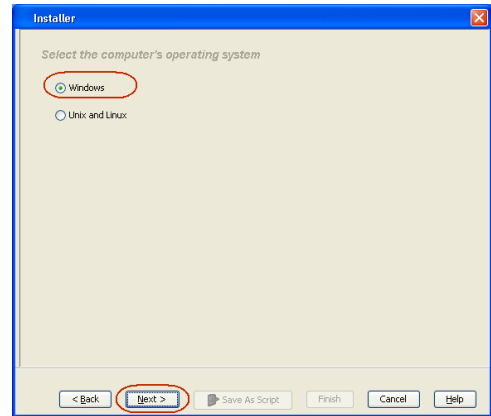 Installer
Select the computer's operating system
Windows
Unix and Linux
< Back Next > Save As Script Finish Cancel Help